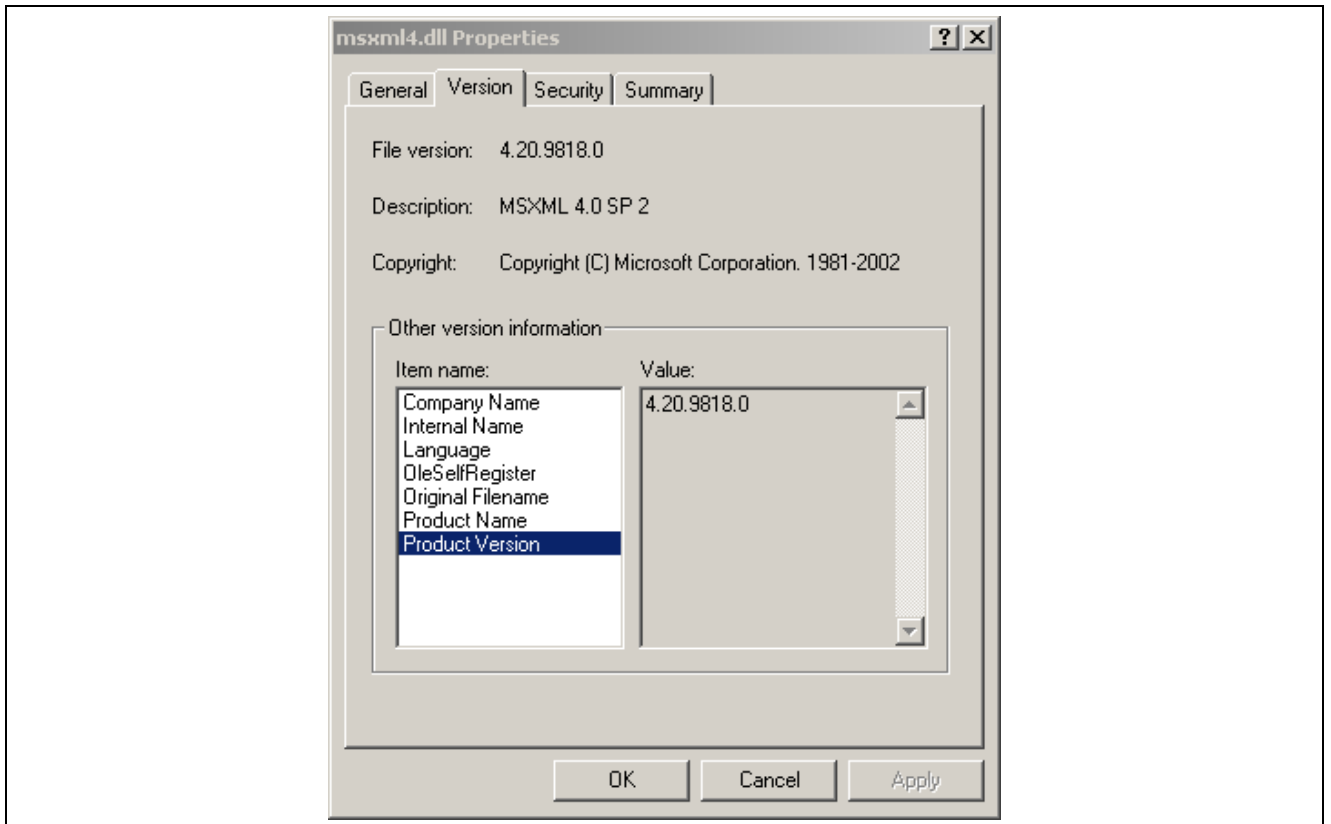 msxml4.dll Properties
General Version Security Summary
File version: 4.20.9818.0
Description: MSXML 4.0 SP 2
Copyright: Copyright (C) Microsoft Corporation. 1981-2002
Other version information
Item name: Value:
Company Name 4.20.9818.0
Internal Name
Language
OleSelfRegister
Original Filename
Product Name
Product Version
OK Cancel Apply